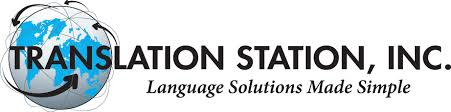 TRANSLATION STATION, INC.
Language Solutions Made Simple